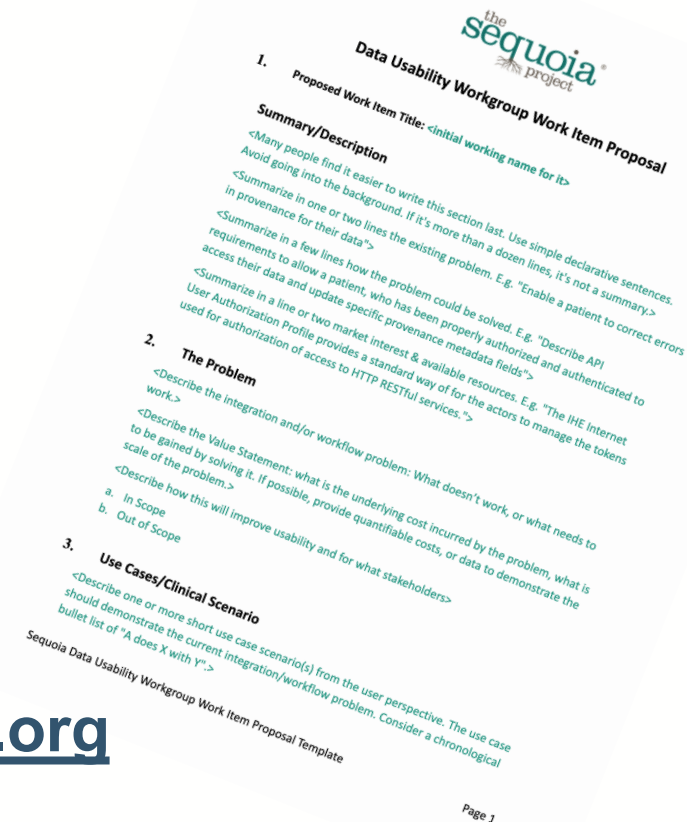 the
sequoia
project
Data Usability Workgroup Work Item Proposal
1. Proposed Work Item Title: <initial working name for it>
Summary/Description
<Many people find it easier to write this section last. Use simple declarative sentences.
Avoid going into the background. If it's more than a dozen lines, it's not a summary.>
<Summarize in one or two lines the existing problem. E.g. "Enable a patient to correct errors
in provenance for their data">
<Summarize in a few lines how the problem could be solved. E.g. "Describe API
requirements to allow a patient, who has been properly authorized and authenticated to
access their data and update specific provenance metadata fields">
<Summarize in a line or two market interest & available resources. E.g. "The IHE Internet
User Authorization Profile provides a standard way of for the actors to manage the tokens
used for authorization of access to HTTP RESTful services.">
2. The Problem
<Describe the integration and/or workflow problem: What doesn't work, or what needs to
work.>
<Describe the Value Statement: what is the underlying cost incurred by the problem, what is
to be gained by solving it. If possible, provide quantifiable costs, or data to demonstrate the
scale of the problem.>
<Describe how this will improve usability and for what stakeholders>
a. In Scope
b. Out of Scope
3. Use Cases/Clinical Scenario
<Describe one or more short use case scenario(s) from the user perspective. The use case
should demonstrate the current integration/workflow problem. Consider a chronological
bullet list of "A does X with Y".>
Sequoia Data Usability Workgroup Work Item Proposal Template
Page 1
.org